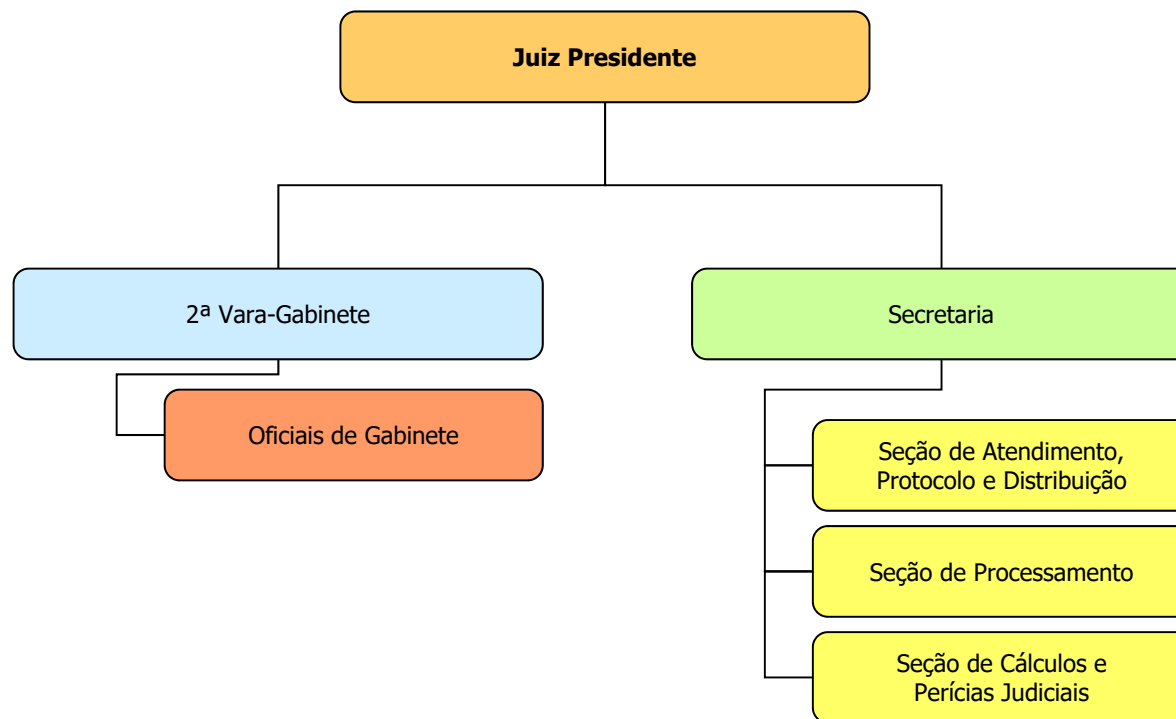 Juiz Presidente
2ª Vara-Gabinete
Secretaria
Oficiais de Gabinete
Seção de Atendimento,
Protocolo e Distribuição
Seção de Processamento
Seção de Cálculos e
Perícias Judiciais